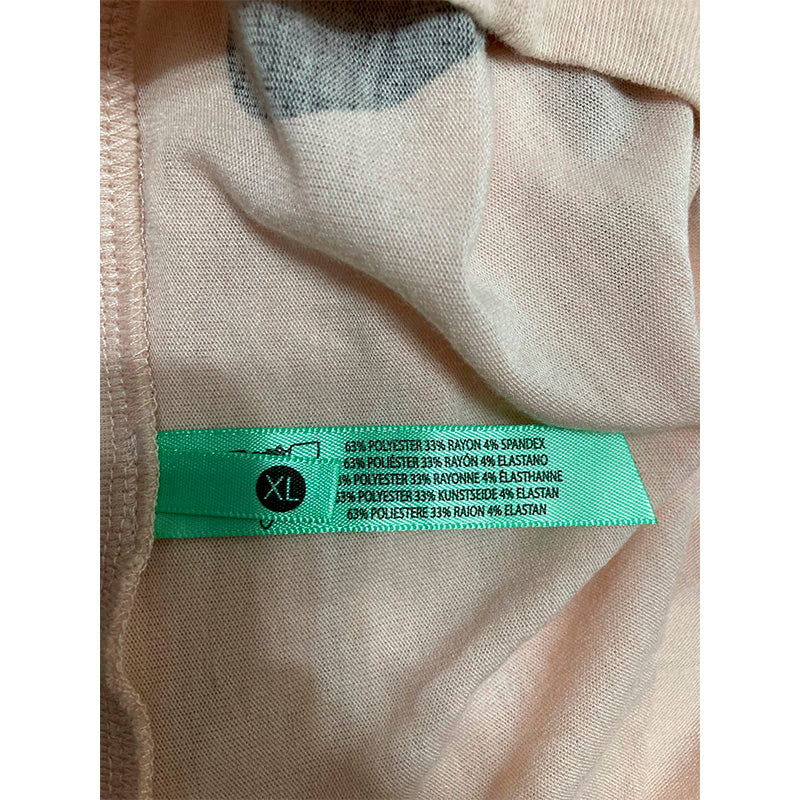 63% POLYESTER 33% RAYON 4% SPANDEX
63% POLIÉSTER 33% RAYÓN 4% ELASTANO
POLYESTER 33% RAYONNE 4% ÉLASTHANNE
63% POLYESTER 33% KUNSTSEIDE 4% ELASTAN
63% POLIESTERE 33% RAION 4% ELASTAN
XL